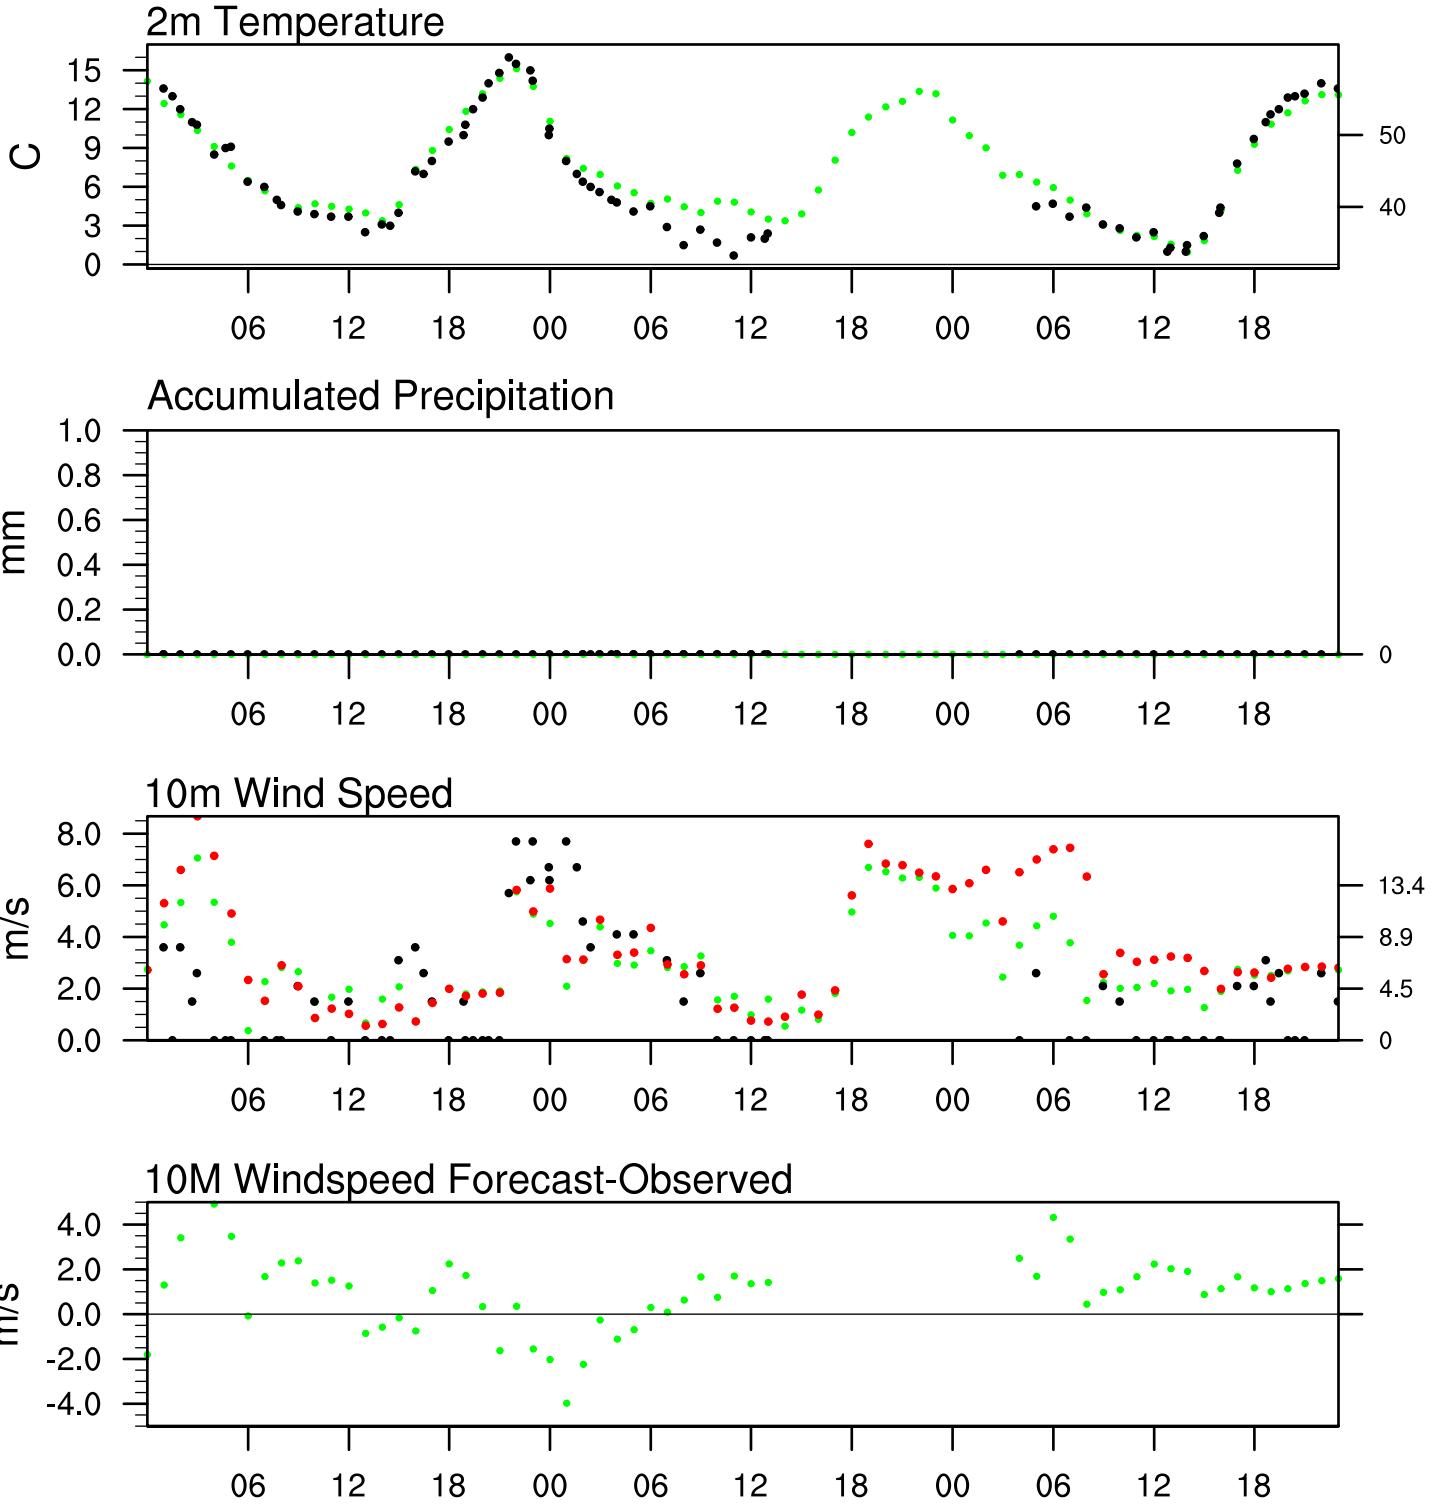 2m Temperature
15
12
9
6
3
0
C
50
40
06 12 18 00 06 12 18 00 06 12 18
Accumulated Precipitation
1.0
0.8
0.6
0.4
0.2
0.0
mm
0
06 12 18 00 06 12 18 00 06 12 18
10m Wind Speed
8.0
6.0
4.0
2.0
0.0
m/s
13.4
8.9
4.5
0
06 12 18 00 06 12 18 00 06 12 18
10M Windspeed Forecast-Observed
4.0
2.0
0.0
-2.0
-4.0
m/s
06 12 18 00 06 12 18 00 06 12 18